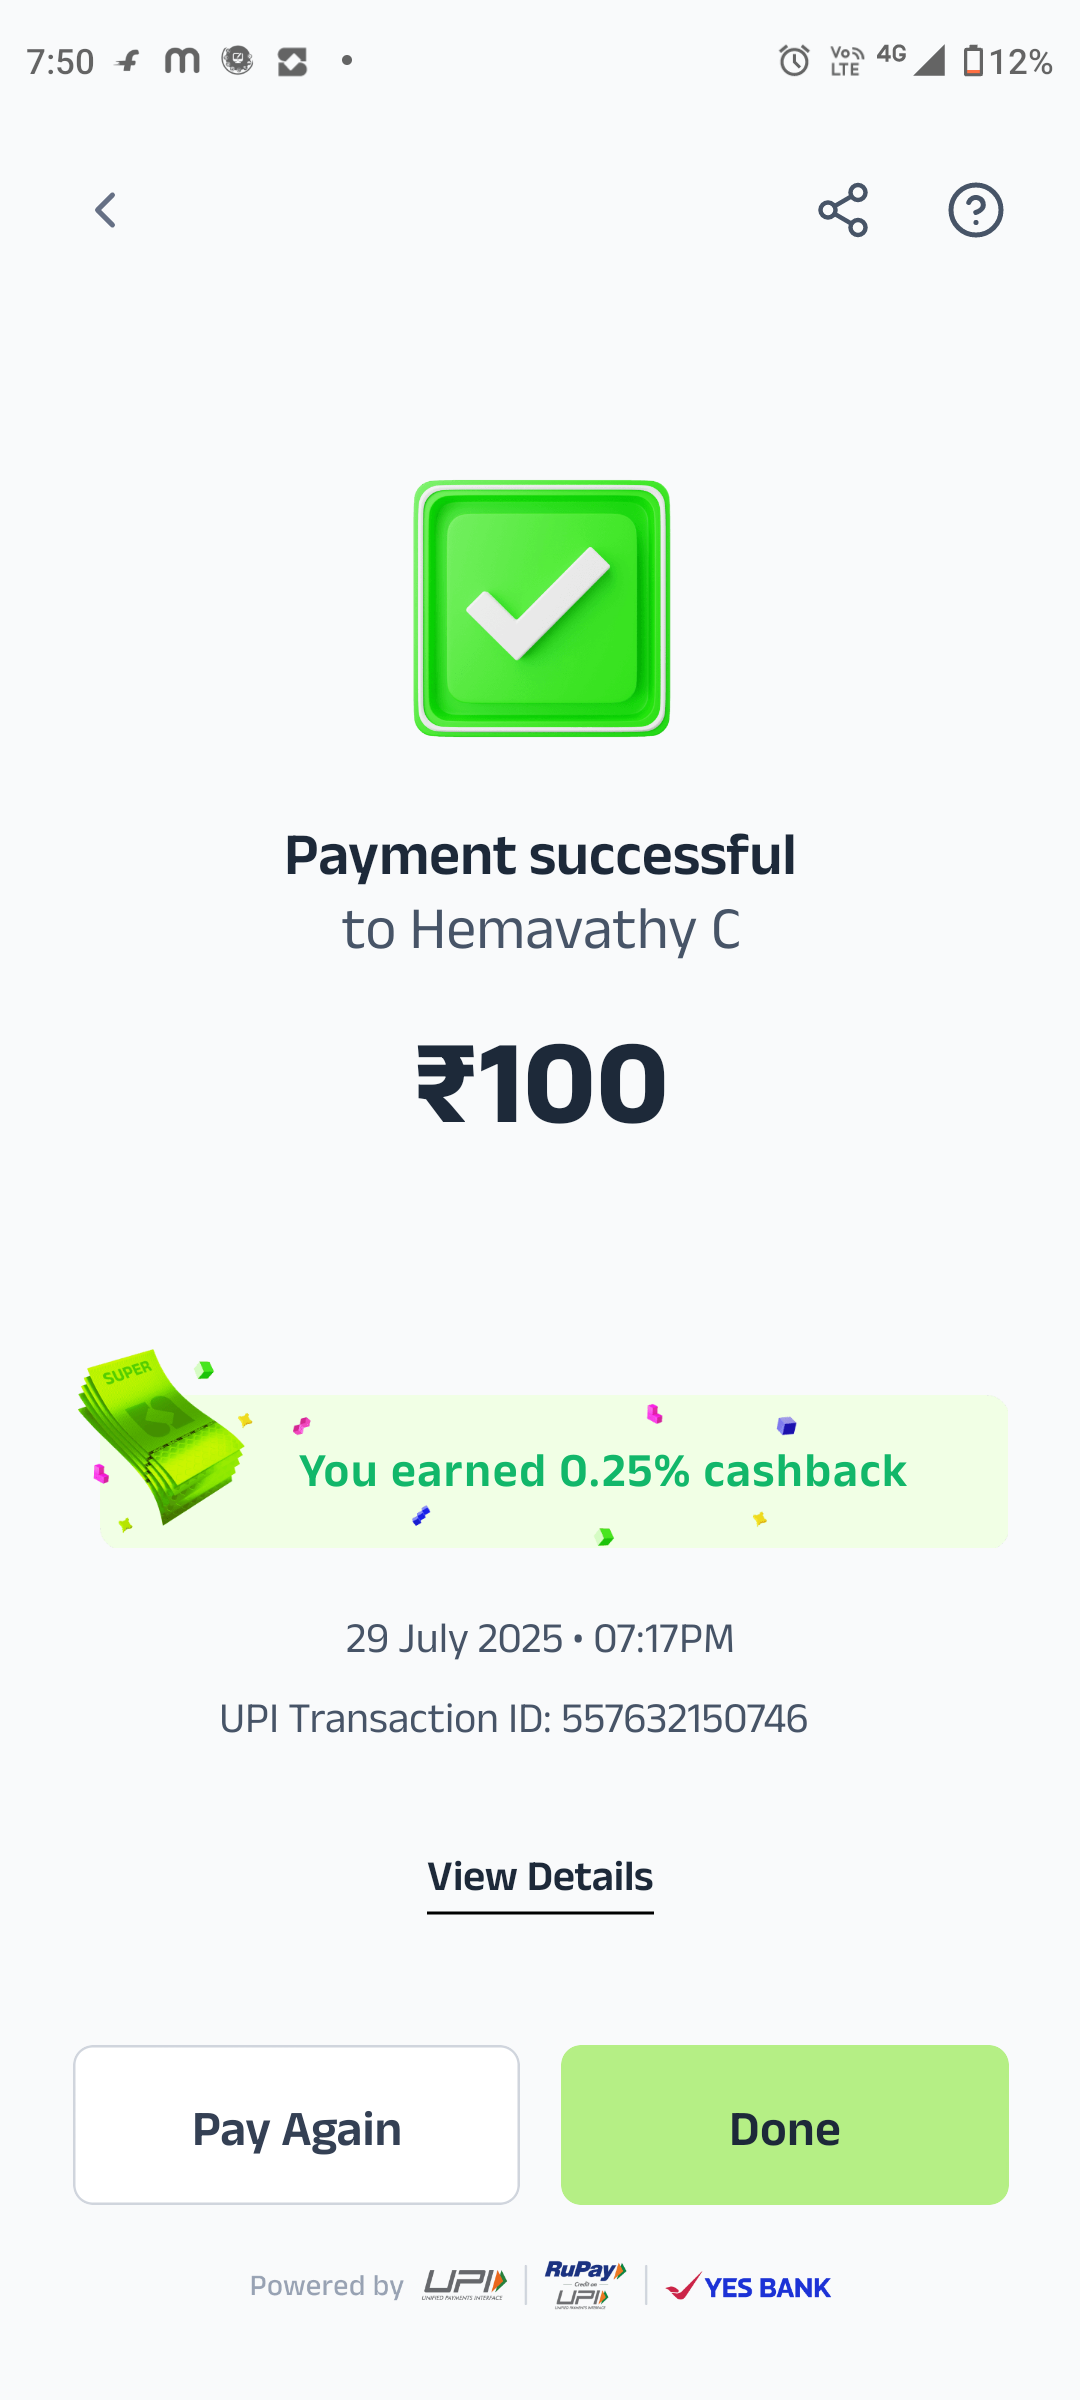 7:50
Vo LTE 4G 12%
Payment successful
to Hemavathy C
₹100
SUPER
You earned 0.25% cashback
29 July 2025 • 07:17PM
UPI Transaction ID: 557632150746
View Details
Pay Again
Done
Powered by UPI UNIFIED PAYMENTS INTERFACE RuPay Credit on UPI UNIFIED PAYMENTS INTERFACE YES BANK